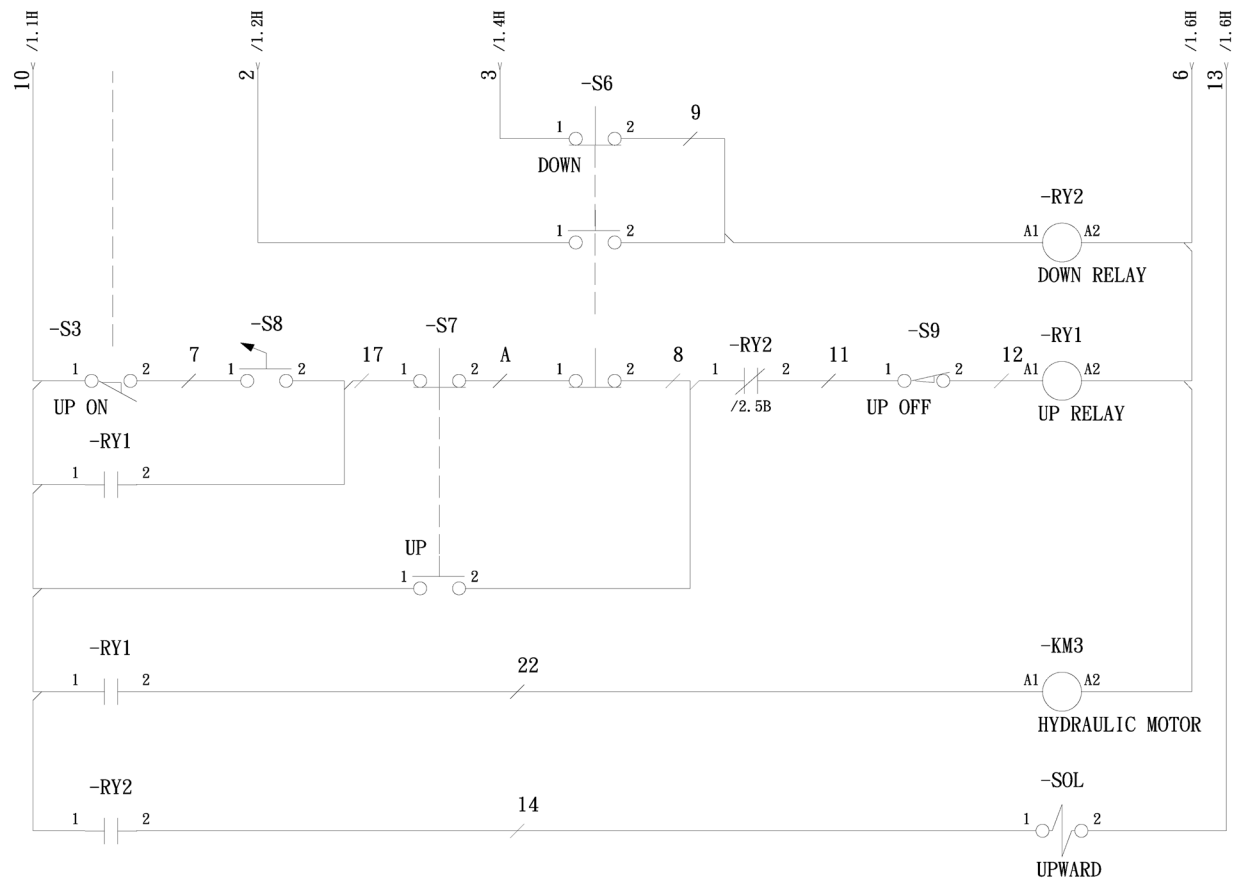 /1.1H
/1.2H
/1.4H
/1.6H
/1.6H
10
2
3
6
13
-S6
1 2 9
DOWN
-RY2
1 2 A1 A2
DOWN RELAY
-S3 -S8 -S7 -RY2 -S9 -RY1
1 2 7 1 2 17 1 2 A 1 2 8 1 2 11 1 2 12 A1 A2
UP ON /2.5B UP OFF UP RELAY
-RY1
1 2
UP
1 2
-RY1 22 -KM3
1 2 A1 A2
HYDRAULIC MOTOR
-RY2 14 -SOL
1 2 1 2
UPWARD